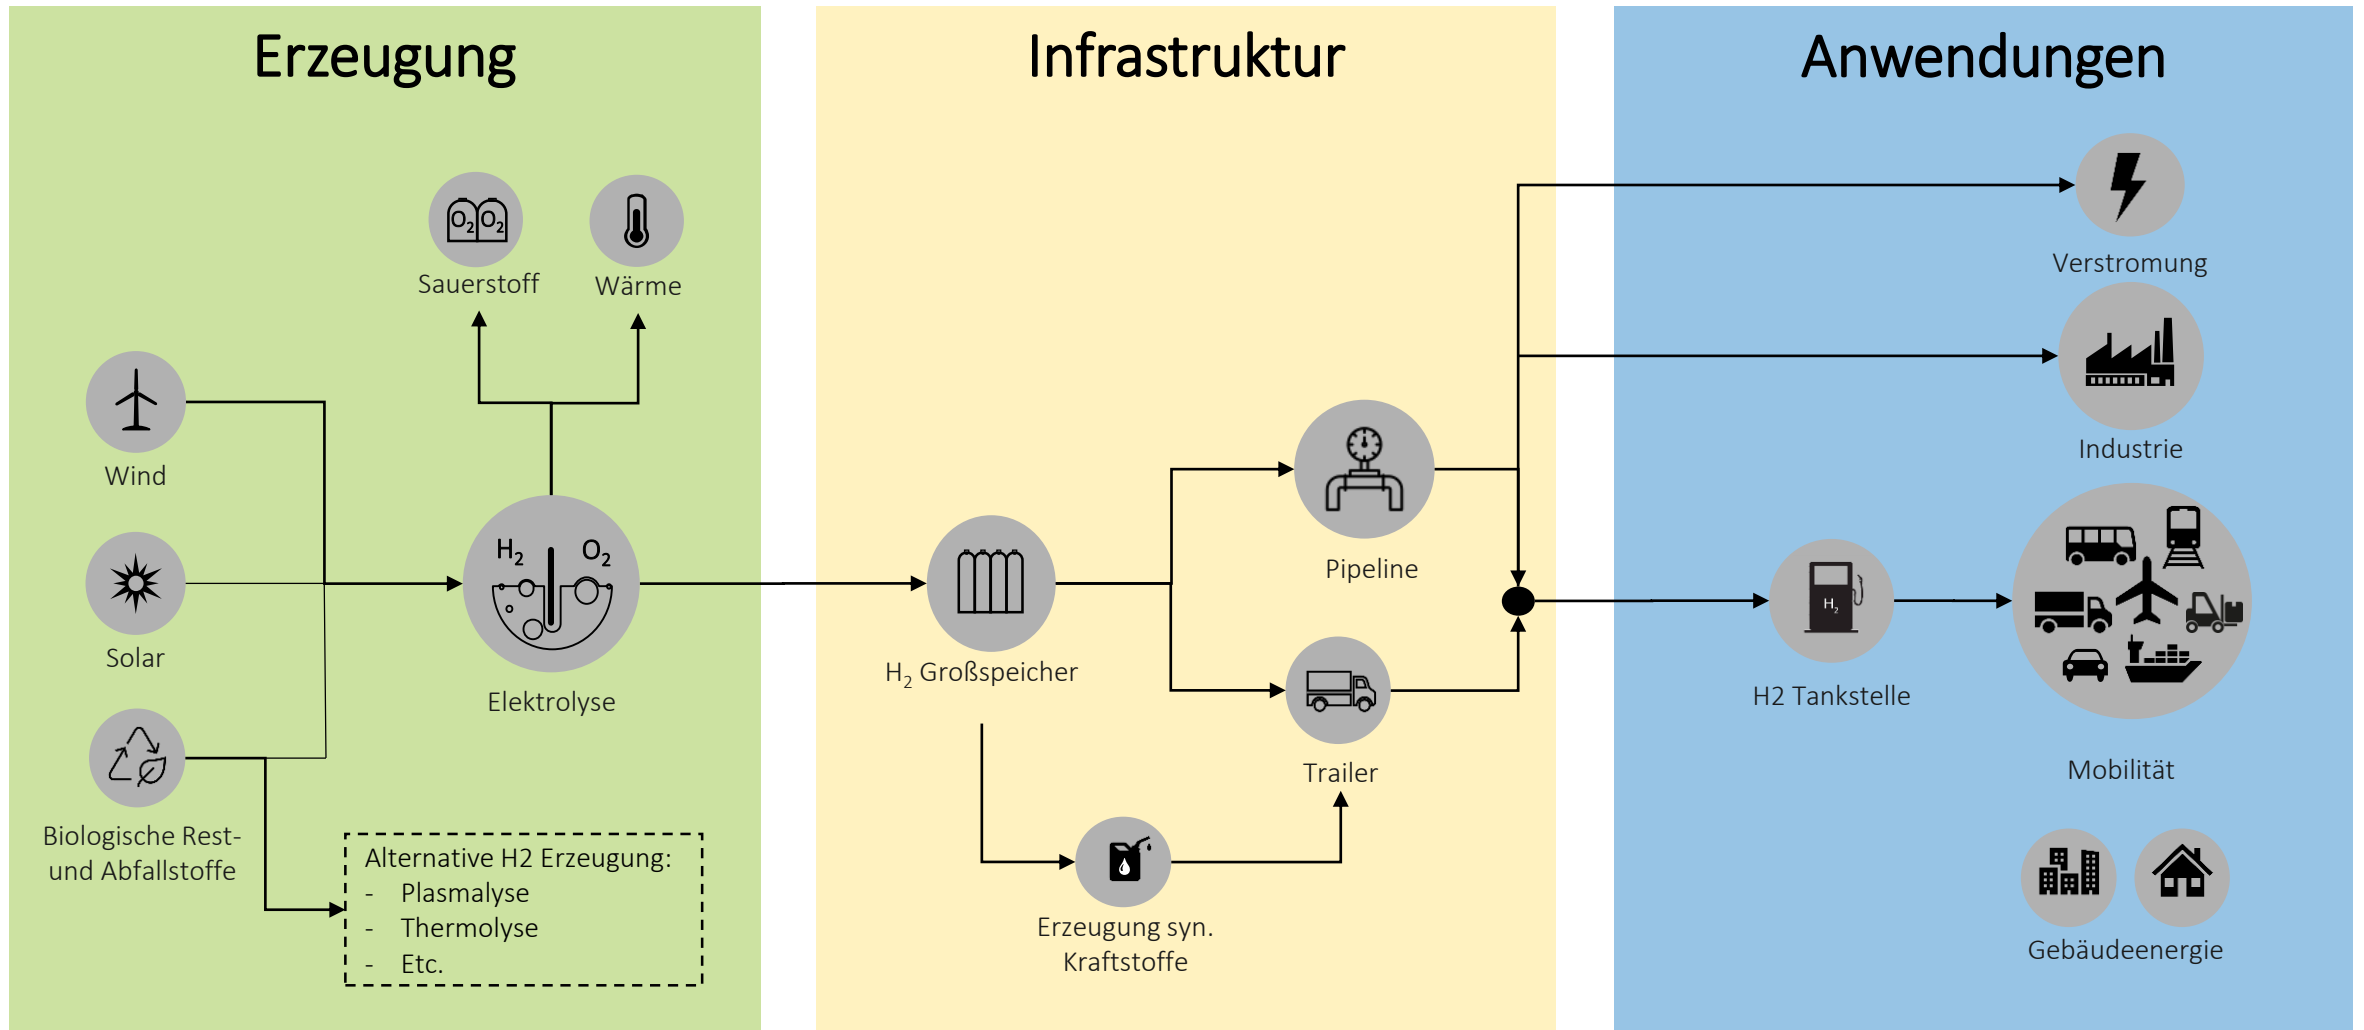 Erzeugung
Sauerstoff
Wärme
O₂ O₂
Wind
Solar
H₂ O₂
Elektrolyse
Biologische Rest-
und Abfallstoffe
Alternative H2 Erzeugung:
- Plasmalyse
- Thermolyse
- Etc.
Infrastruktur
H₂ Großspeicher
Pipeline
Trailer
Erzeugung syn.
Kraftstoffe
Anwendungen
Verstromung
Industrie
H₂
H2 Tankstelle
Mobilität
Gebäudeenergie